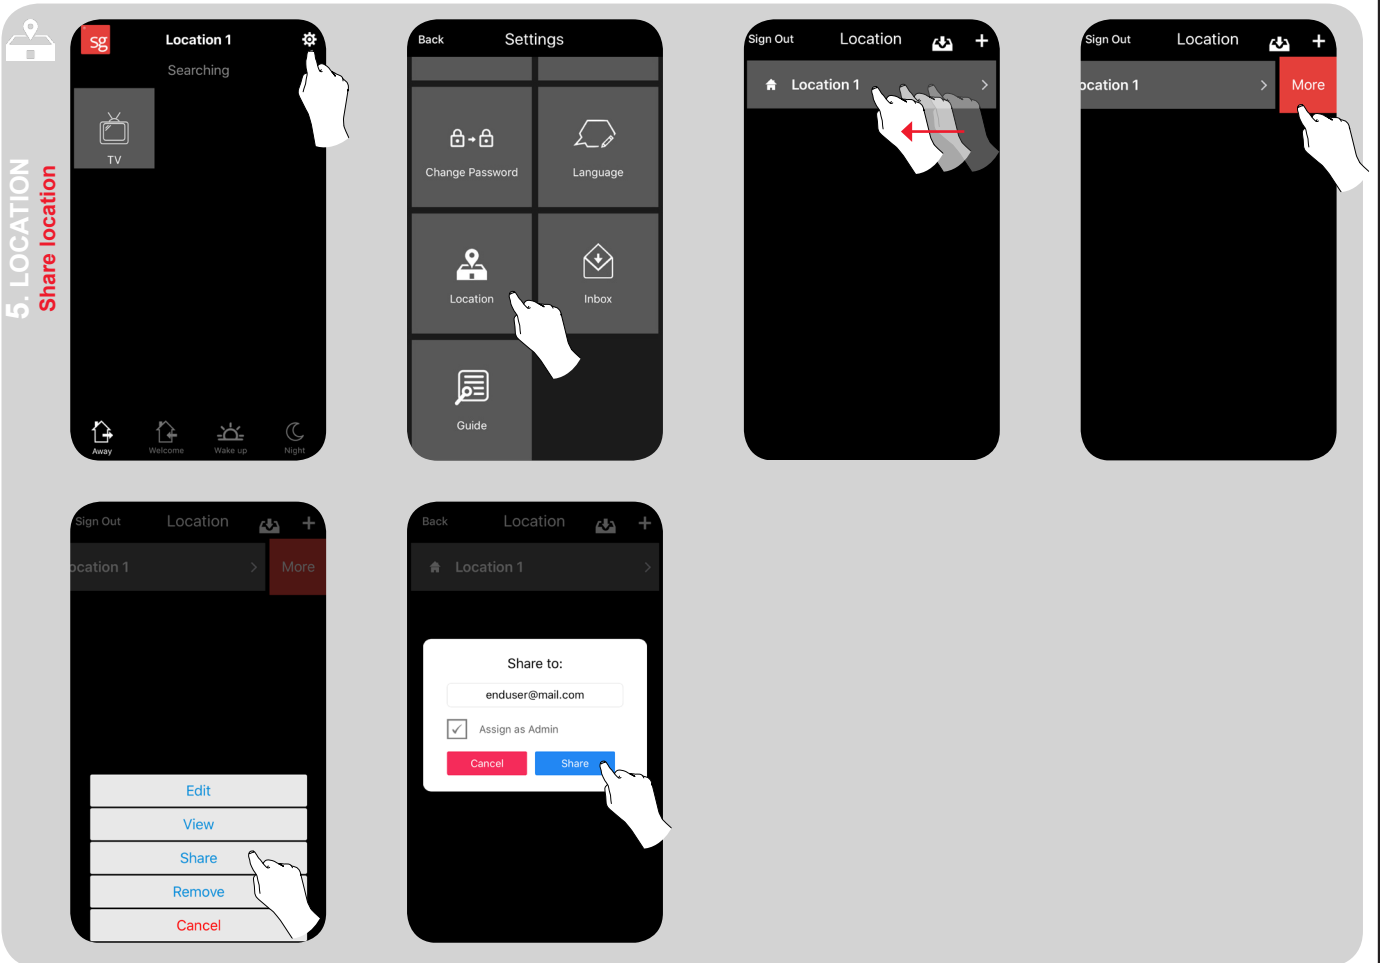 5. LOCATION
Share location
sg
Location 1
Searching
TV
Away
Welcome
Wake up
Night
Back
Settings
Change Password
Language
Location
Inbox
Guide
Sign Out
Location
Location 1
Sign Out
Location
ocation 1
More
Sign Out
Location
ocation 1
More
Edit
View
Share
Remove
Cancel
Back
Location
Location 1
Share to:
enduser@mail.com
Assign as Admin
Cancel
Share